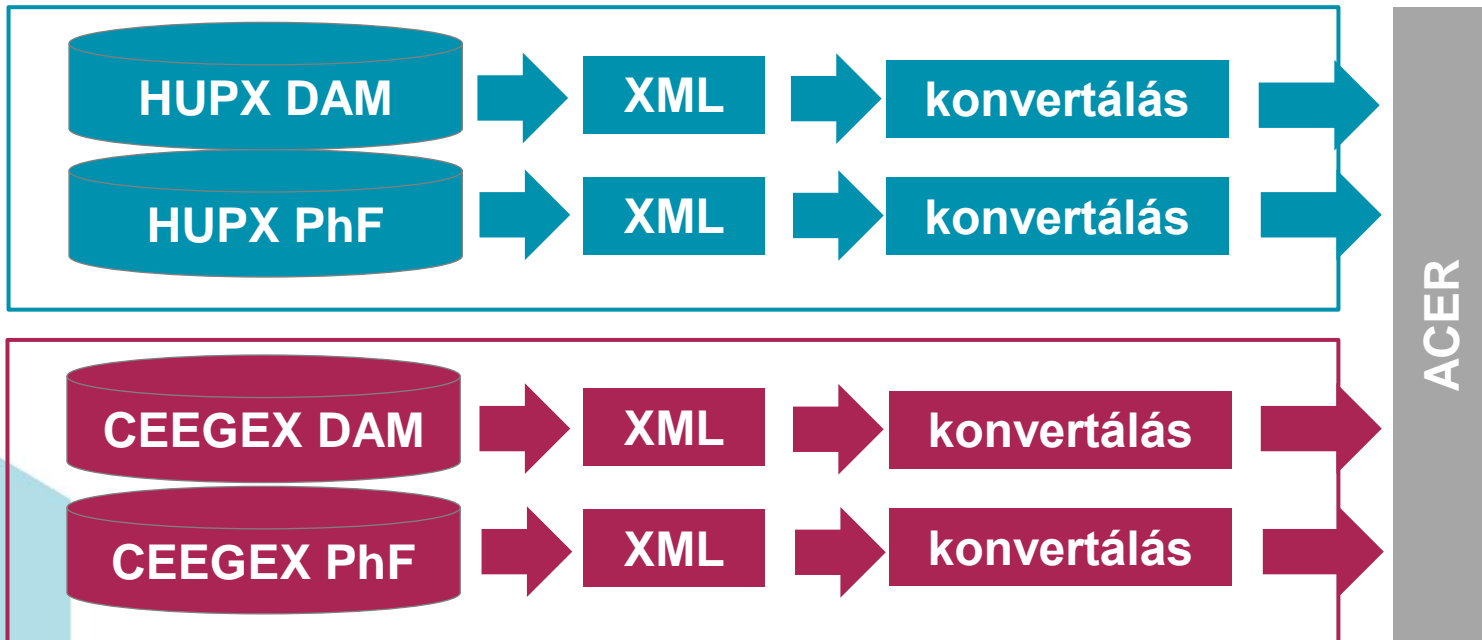 HUPX DAM XML konvertálás
HUPX PhF XML konvertálás
CEEGEX DAM XML konvertálás
CEEGEX PhF XML konvertálás
ACER